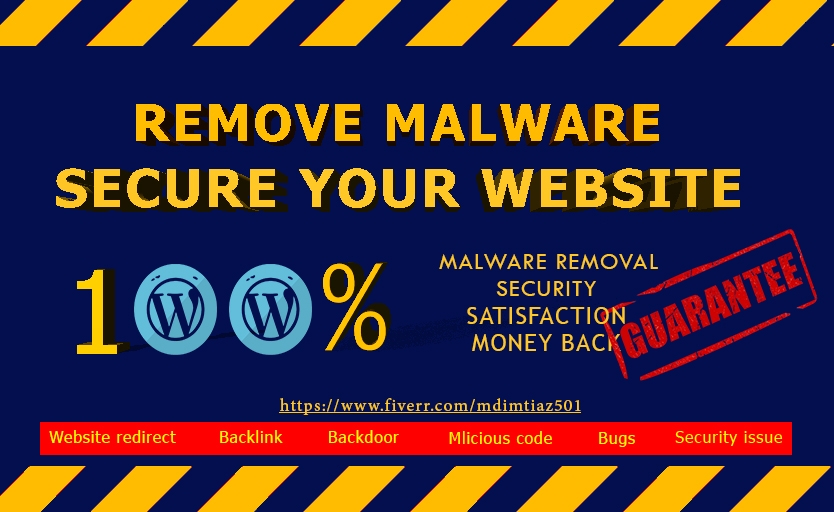 REMOVE MALWARE
SECURE YOUR WEBSITE
100%
MALWARE REMOVAL
SECURITY
SATISFACTION
MONEY BACK
GUARANTEE
https://www.fiverr.com/mdimtiaz501
Website redirect Backlink Backdoor Mlicious code Bugs Security issue